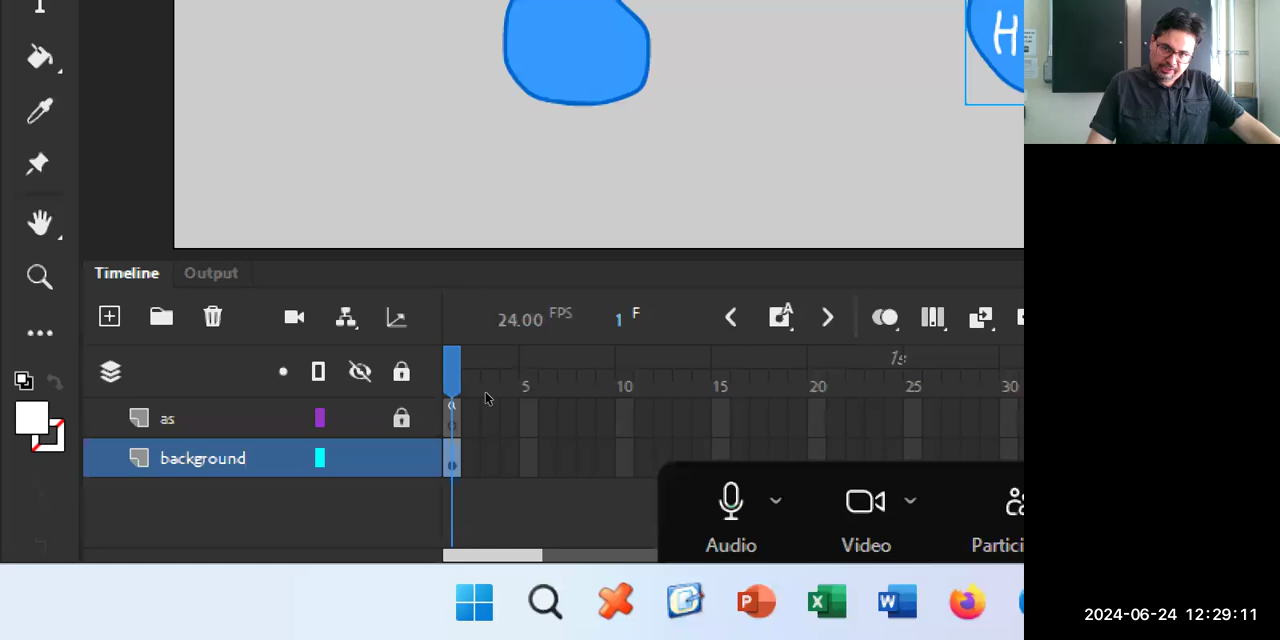 H
Timeline Output
24.00 FPS 1 F
1s
5 10 15 20 25 30
as
background
Audio Video Partici
2024-06-24 12:29:11